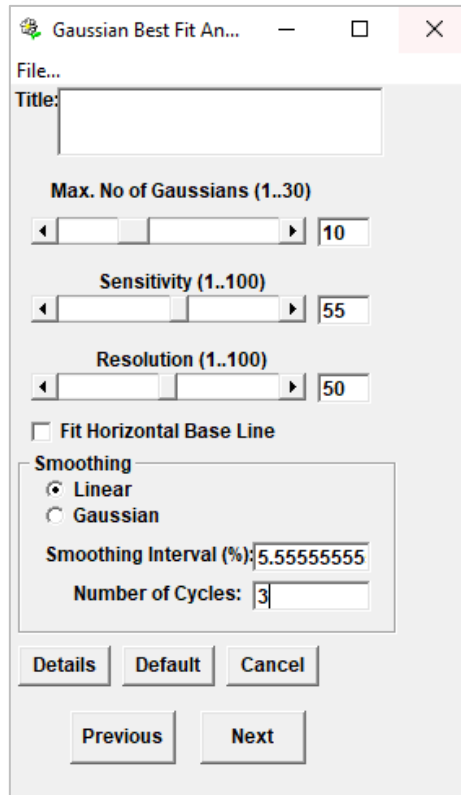 Gaussian Best Fit An...
File...
Title:
Max. No of Gaussians (1..30)
10
Sensitivity (1..100)
55
Resolution (1..100)
50
Fit Horizontal Base Line
Smoothing
Linear
Gaussian
Smoothing Interval (%): 5.55555555
Number of Cycles: 3
Details Default Cancel
Previous Next